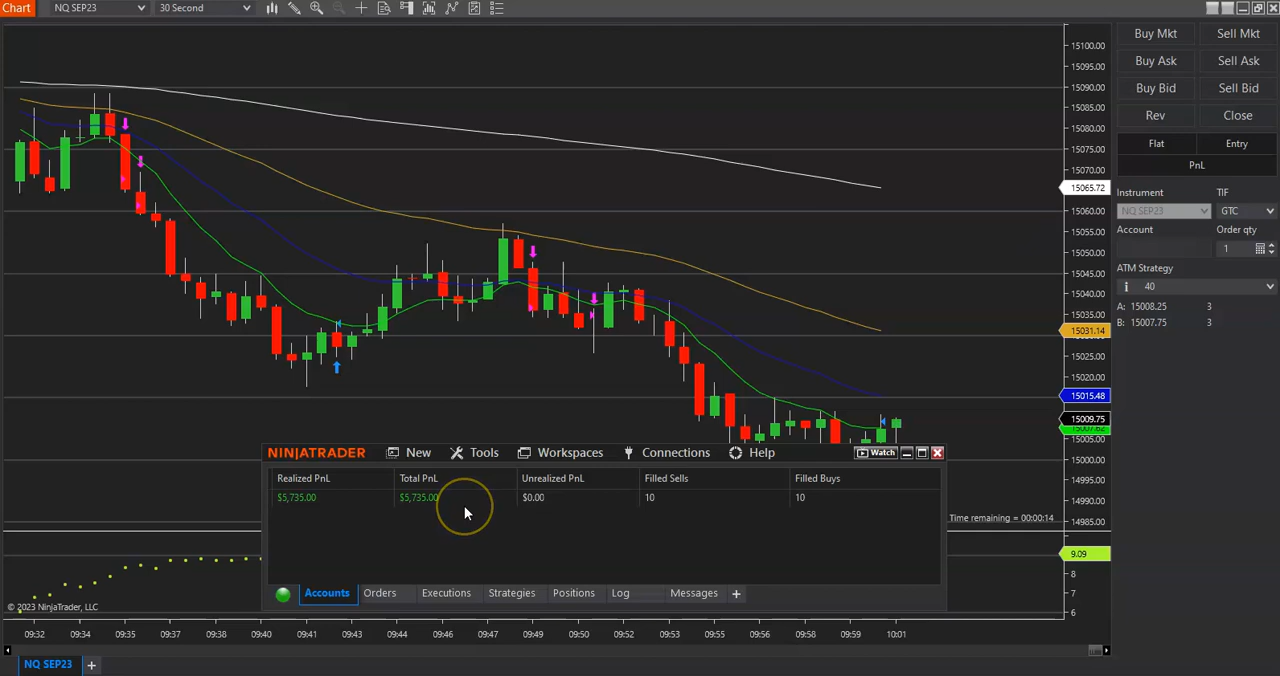 Chart NQ SEP23 30 Second
15100.00
15095.00
15090.00
15085.00
15080.00
15075.00
15070.00
15065.72
15060.00
15055.00
15050.00
15045.00
15040.00
15035.00
15031.14
15025.00
15020.00
15015.48
15009.75
15005.00
15000.00
14995.00
14990.00
14985.00
Buy Mkt Sell Mkt
Buy Ask Sell Ask
Buy Bid Sell Bid
Rev Close
Flat Entry
PnL
Instrument TIF
NQ SEP23 GTC
Account Order qty
1
ATM Strategy
i 40
A: 15008.25 3
B: 15007.75 3
NINJATRADER New Tools Workspaces Connections Help Watch
Realized PnL Total PnL Unrealized PnL Filled Sells Filled Buys
$5,735.00 $5,735.00 $0.00 10 10
Time remaining = 00:00:14
Accounts Orders Executions Strategies Positions Log Messages +
9.09
8
7
6
© 2023 NinjaTrader, LLC
09:32 09:34 09:35 09:37 09:38 09:40 09:41 09:43 09:44 09:46 09:47 09:49 09:50 09:52 09:53 09:55 09:56 09:58 09:59 10:01
NQ SEP23 +